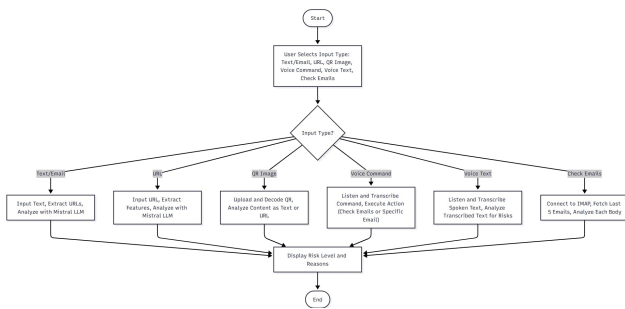 Start
User Selects Input Type:
Text/Email, URL, QR Image,
Voice Command, Voice Text,
Check Emails
Input Type?
Text/Email
URL
QR Image
Voice Command
Voice Text
Check Emails
Input Text, Extract URLs,
Analyze with Mistral LLM
Input URL, Extract
Features, Analyze with
Mistral LLM
Upload and Decode QR,
Analyze Content as Text or
URL
Listen and Transcribe
Command, Execute Action
(Check Emails or Specific
Email)
Listen and Transcribe
Spoken Text, Analyze
Transcribed Text for Risks
Connect to IMAP, Fetch Last
5 Emails, Analyze Each Body
Display Risk Level and
Reasons
End